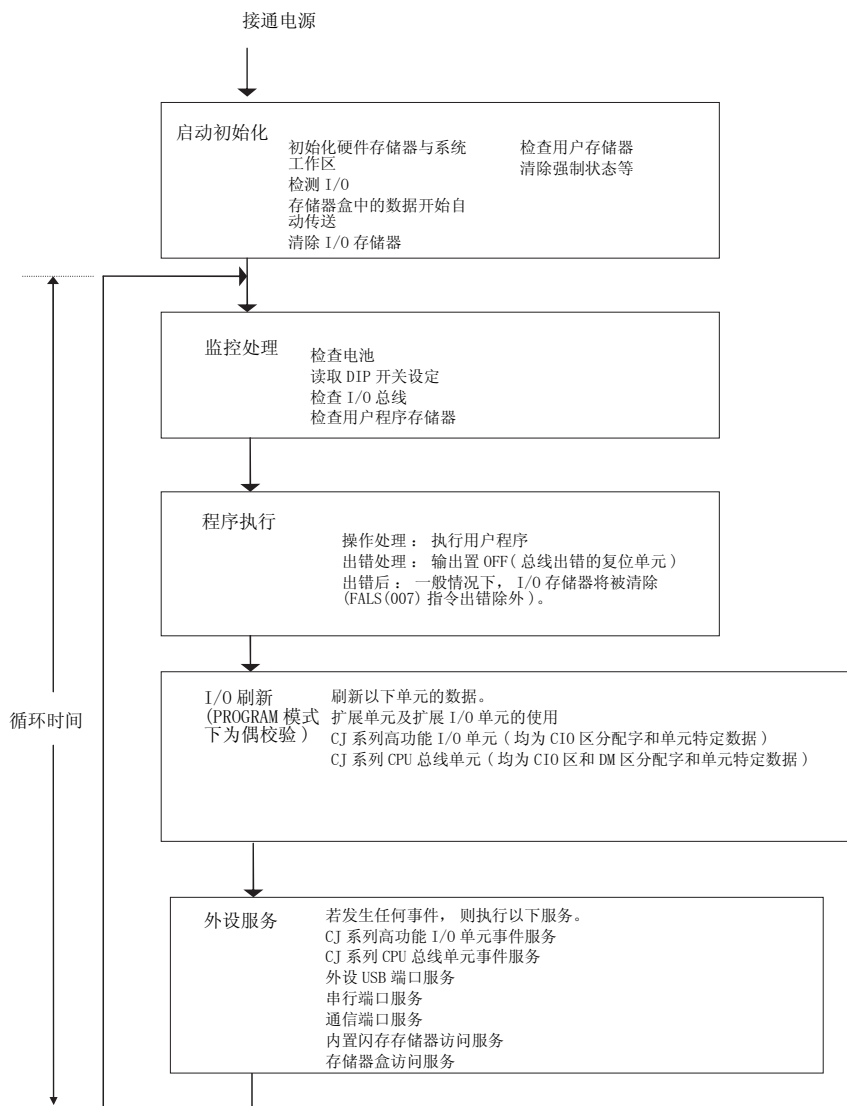 接通电源
启动初始化
初始化硬件存储器与系统
工作区
检测 I/O
存储器盒中的数据开始自
动传送
清除 I/O 存储器
检查用户存储器
清除强制状态等
监控处理
检查电池
读取 DIP 开关设定
检查 I/O 总线
检查用户程序存储器
程序执行
操作处理： 执行用户程序
出错处理： 输出置 OFF( 总线出错的复位单元 )
出错后： 一般情况下， I/O 存储器将被清除
(FALS(007) 指令出错除外 )。
I/O 刷新
(PROGRAM 模式
下为偶校验 )
刷新以下单元的数据。
扩展单元及扩展 I/O 单元的使用
CJ 系列高功能 I/O 单元 ( 均为 CIO 区分配字和单元特定数据 )
CJ 系列 CPU 总线单元 ( 均为 CIO 区和 DM 区分配字和单元特定数据 )
循环时间
外设服务
若发生任何事件， 则执行以下服务。
CJ 系列高功能 I/O 单元事件服务
CJ 系列 CPU 总线单元事件服务
外设 USB 端口服务
串行端口服务
通信端口服务
内置闪存存储器访问服务
存储器盒访问服务